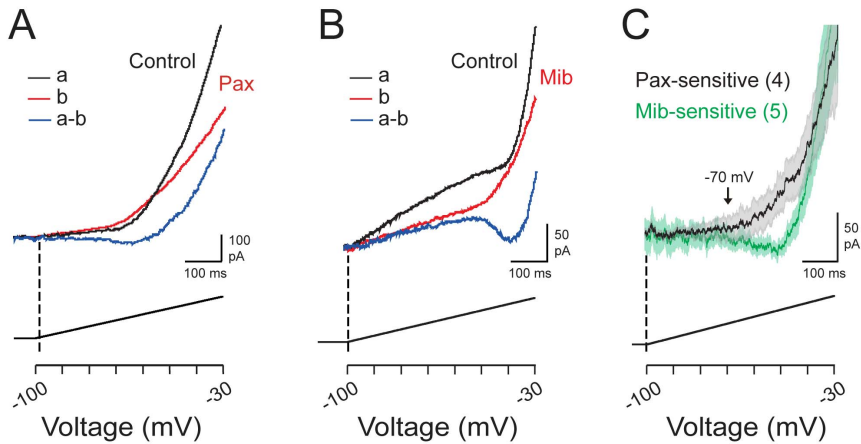 A
Control
Pax
a
b
a-b
100
pA
100 ms
-100
-30
Voltage (mV)
B
Control
Mib
a
b
a-b
50
pA
100 ms
-100
-30
Voltage (mV)
C
Pax-sensitive (4)
Mib-sensitive (5)
-70 mV
50
pA
100 ms
-100
-30
Voltage (mV)